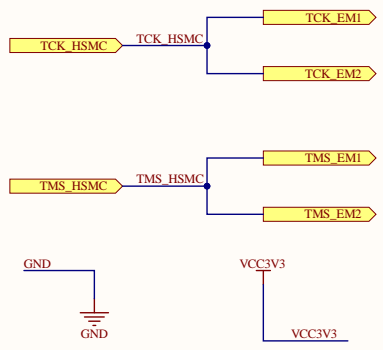 TCK_EM1
TCK_HSMC
TCK_HSMC
TCK_EM2
TMS_EM1
TMS_HSMC
TMS_HSMC
TMS_EM2
GND
VCC3V3
GND
VCC3V3